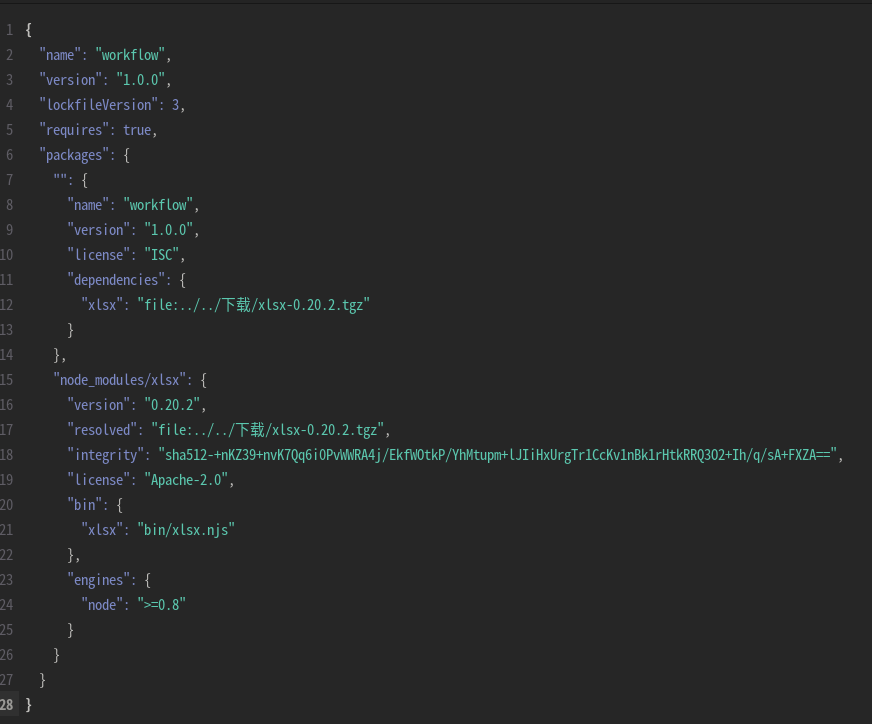 1 {
2   "name": "workflow",
3   "version": "1.0.0",
4   "lockfileVersion": 3,
5   "requires": true,
6   "packages": {
7     "": {
8       "name": "workflow",
9       "version": "1.0.0",
10       "license": "ISC",
11       "dependencies": {
12         "xlsx": "file:../../下载/xlsx-0.20.2.tgz"
13       }
14     },
15     "node_modules/xlsx": {
16       "version": "0.20.2",
17       "resolved": "file:../../下载/xlsx-0.20.2.tgz",
18       "integrity": "sha512-+nKZ39+nvK7Qq6i0PvWWRA4j/EkfWOtkP/YhMtupm+lJIiHxUrgTr1CcKv1nBk1rHtkRRQ3O2+Ih/q/sA+FXZA==",
19       "license": "Apache-2.0",
20       "bin": {
21         "xlsx": "bin/xlsx.njs"
22       },
23       "engines": {
24         "node": ">=0.8"
25       }
26     }
27   }
28 }